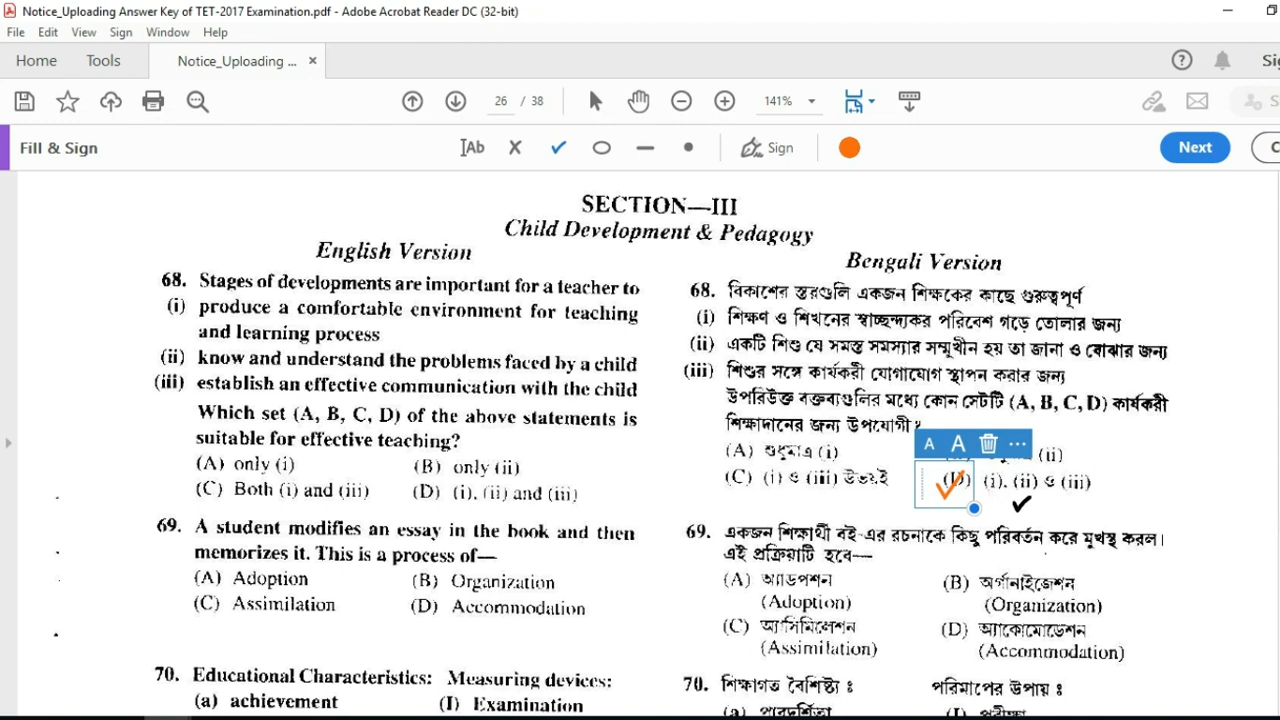 Notice_Uploading Answer Key of TET-2017 Examination.pdf - Adobe Acrobat Reader DC (32-bit)
File Edit View Sign Window Help
Home Tools Notice_Uploading ... ×
26 / 38 141%
Fill & Sign Ab Sign Next
SECTION—III
Child Development & Pedagogy
English Version
68. Stages of developments are important for a teacher to
(i) produce a comfortable environment for teaching
and learning process
(ii) know and understand the problems faced by a child
(iii) establish an effective communication with the child
Which set (A, B, C, D) of the above statements is
suitable for effective teaching?
(A) only (i) (B) only (ii)
(C) Both (i) and (iii) (D) (i), (ii) and (iii)
69. A student modifies an essay in the book and then
memorizes it. This is a process of—
(A) Adoption (B) Organization
(C) Assimilation (D) Accommodation
70. Educational Characteristics: Measuring devices:
(a) achievement (I) Examination
Bengali Version
68. বিকাশের স্তরগুলি একজন শিক্ষকের কাছে গুরুত্বপূর্ণ
(i) শিক্ষণ ও শিখনের স্বাচ্ছন্দ্যকর পরিবেশ গড়ে তোলার জন্য
(ii) একটি শিশু যে সমস্ত সমস্যার সম্মুখীন হয় তা জানা ও বোঝার জন্য
(iii) শিশুর সঙ্গে কার্যকরী যোগাযোগ স্থাপন করার জন্য
উপরিউক্ত বক্তব্যগুলির মধ্যে কোন সেটটি (A, B, C, D) কার্যকরী
শিক্ষাদানের জন্য উপযোগী?
A A ···
(A) শুধুমাত্র (i) (ii)
(C) (i) ও (iii) উভয়ই (D) (i), (ii) ও (iii)
69. একজন শিক্ষার্থী বই-এর রচনাকে কিছু পরিবর্তন করে মুখস্থ করল।
এই প্রক্রিয়াটি হবে—
(A) অ্যাডপশন (B) অর্গানাইজেশন
(Adoption) (Organization)
(C) অ্যাসিমিলেশন (D) অ্যাকোমোডেশন
(Assimilation) (Accommodation)
70. শিক্ষাগত বৈশিষ্ট্য : পরিমাপের উপায় :
(a) পারদর্শিতা (I) পরীক্ষা